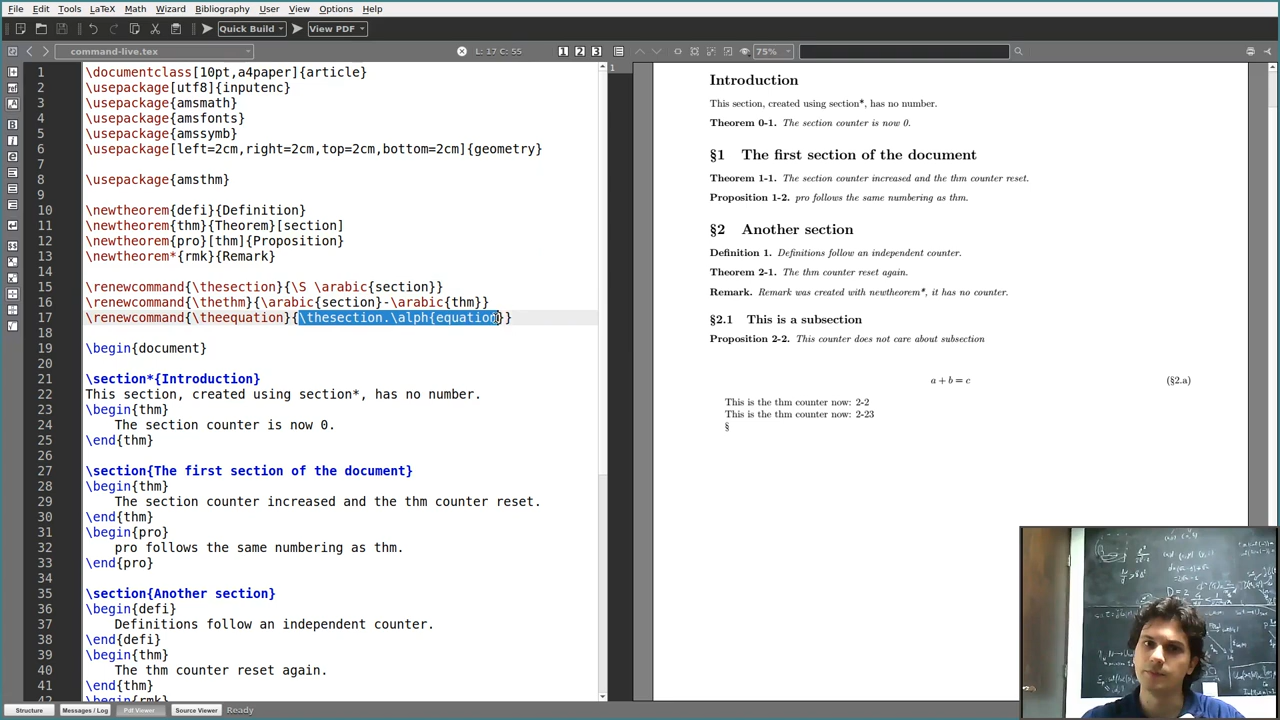 File Edit Tools LaTeX Math Wizard Bibliography User View Options Help
Quick Build View PDF
command-live.tex L: 17 C: 55 1 2 3 75%
1 \documentclass[10pt,a4paper]{article}
2 \usepackage[utf8]{inputenc}
3 \usepackage{amsmath}
4 \usepackage{amsfonts}
5 \usepackage{amssymb}
6 \usepackage[left=2cm,right=2cm,top=2cm,bottom=2cm]{geometry}
7
8 \usepackage{amsthm}
9
10 \newtheorem{defi}{Definition}
11 \newtheorem{thm}{Theorem}[section]
12 \newtheorem{pro}[thm]{Proposition}
13 \newtheorem*{rmk}{Remark}
14
15 \renewcommand{\thesection}{\S \arabic{section}}
16 \renewcommand{\thethm}{\arabic{section}-\arabic{thm}}
17 \renewcommand{\theequation}{\thesection.\alph{equation}}
18
19 \begin{document}
20
21 \section*{Introduction}
22 This section, created using section*, has no number.
23 \begin{thm}
24 The section counter is now 0.
25 \end{thm}
26
27 \section{The first section of the document}
28 \begin{thm}
29 The section counter increased and the thm counter reset.
30 \end{thm}
31 \begin{pro}
32 pro follows the same numbering as thm.
33 \end{pro}
34
35 \section{Another section}
36 \begin{defi}
37 Definitions follow an independent counter.
38 \end{defi}
39 \begin{thm}
40 The thm counter reset again.
41 \end{thm}
42 \begin{rmk}
1
Introduction
This section, created using section*, has no number.
Theorem 0-1. The section counter is now 0.
§1 The first section of the document
Theorem 1-1. The section counter increased and the thm counter reset.
Proposition 1-2. pro follows the same numbering as thm.
§2 Another section
Definition 1. Definitions follow an independent counter.
Theorem 2-1. The thm counter reset again.
Remark. Remark was created with newtheorem*, it has no counter.
§2.1 This is a subsection
Proposition 2-2. This counter does not care about subsection
a + b = c (§2.a)
This is the thm counter now: 2-2
This is the thm counter now: 2-23
§
Structure Messages / Log Pdf Viewer Source Viewer Ready